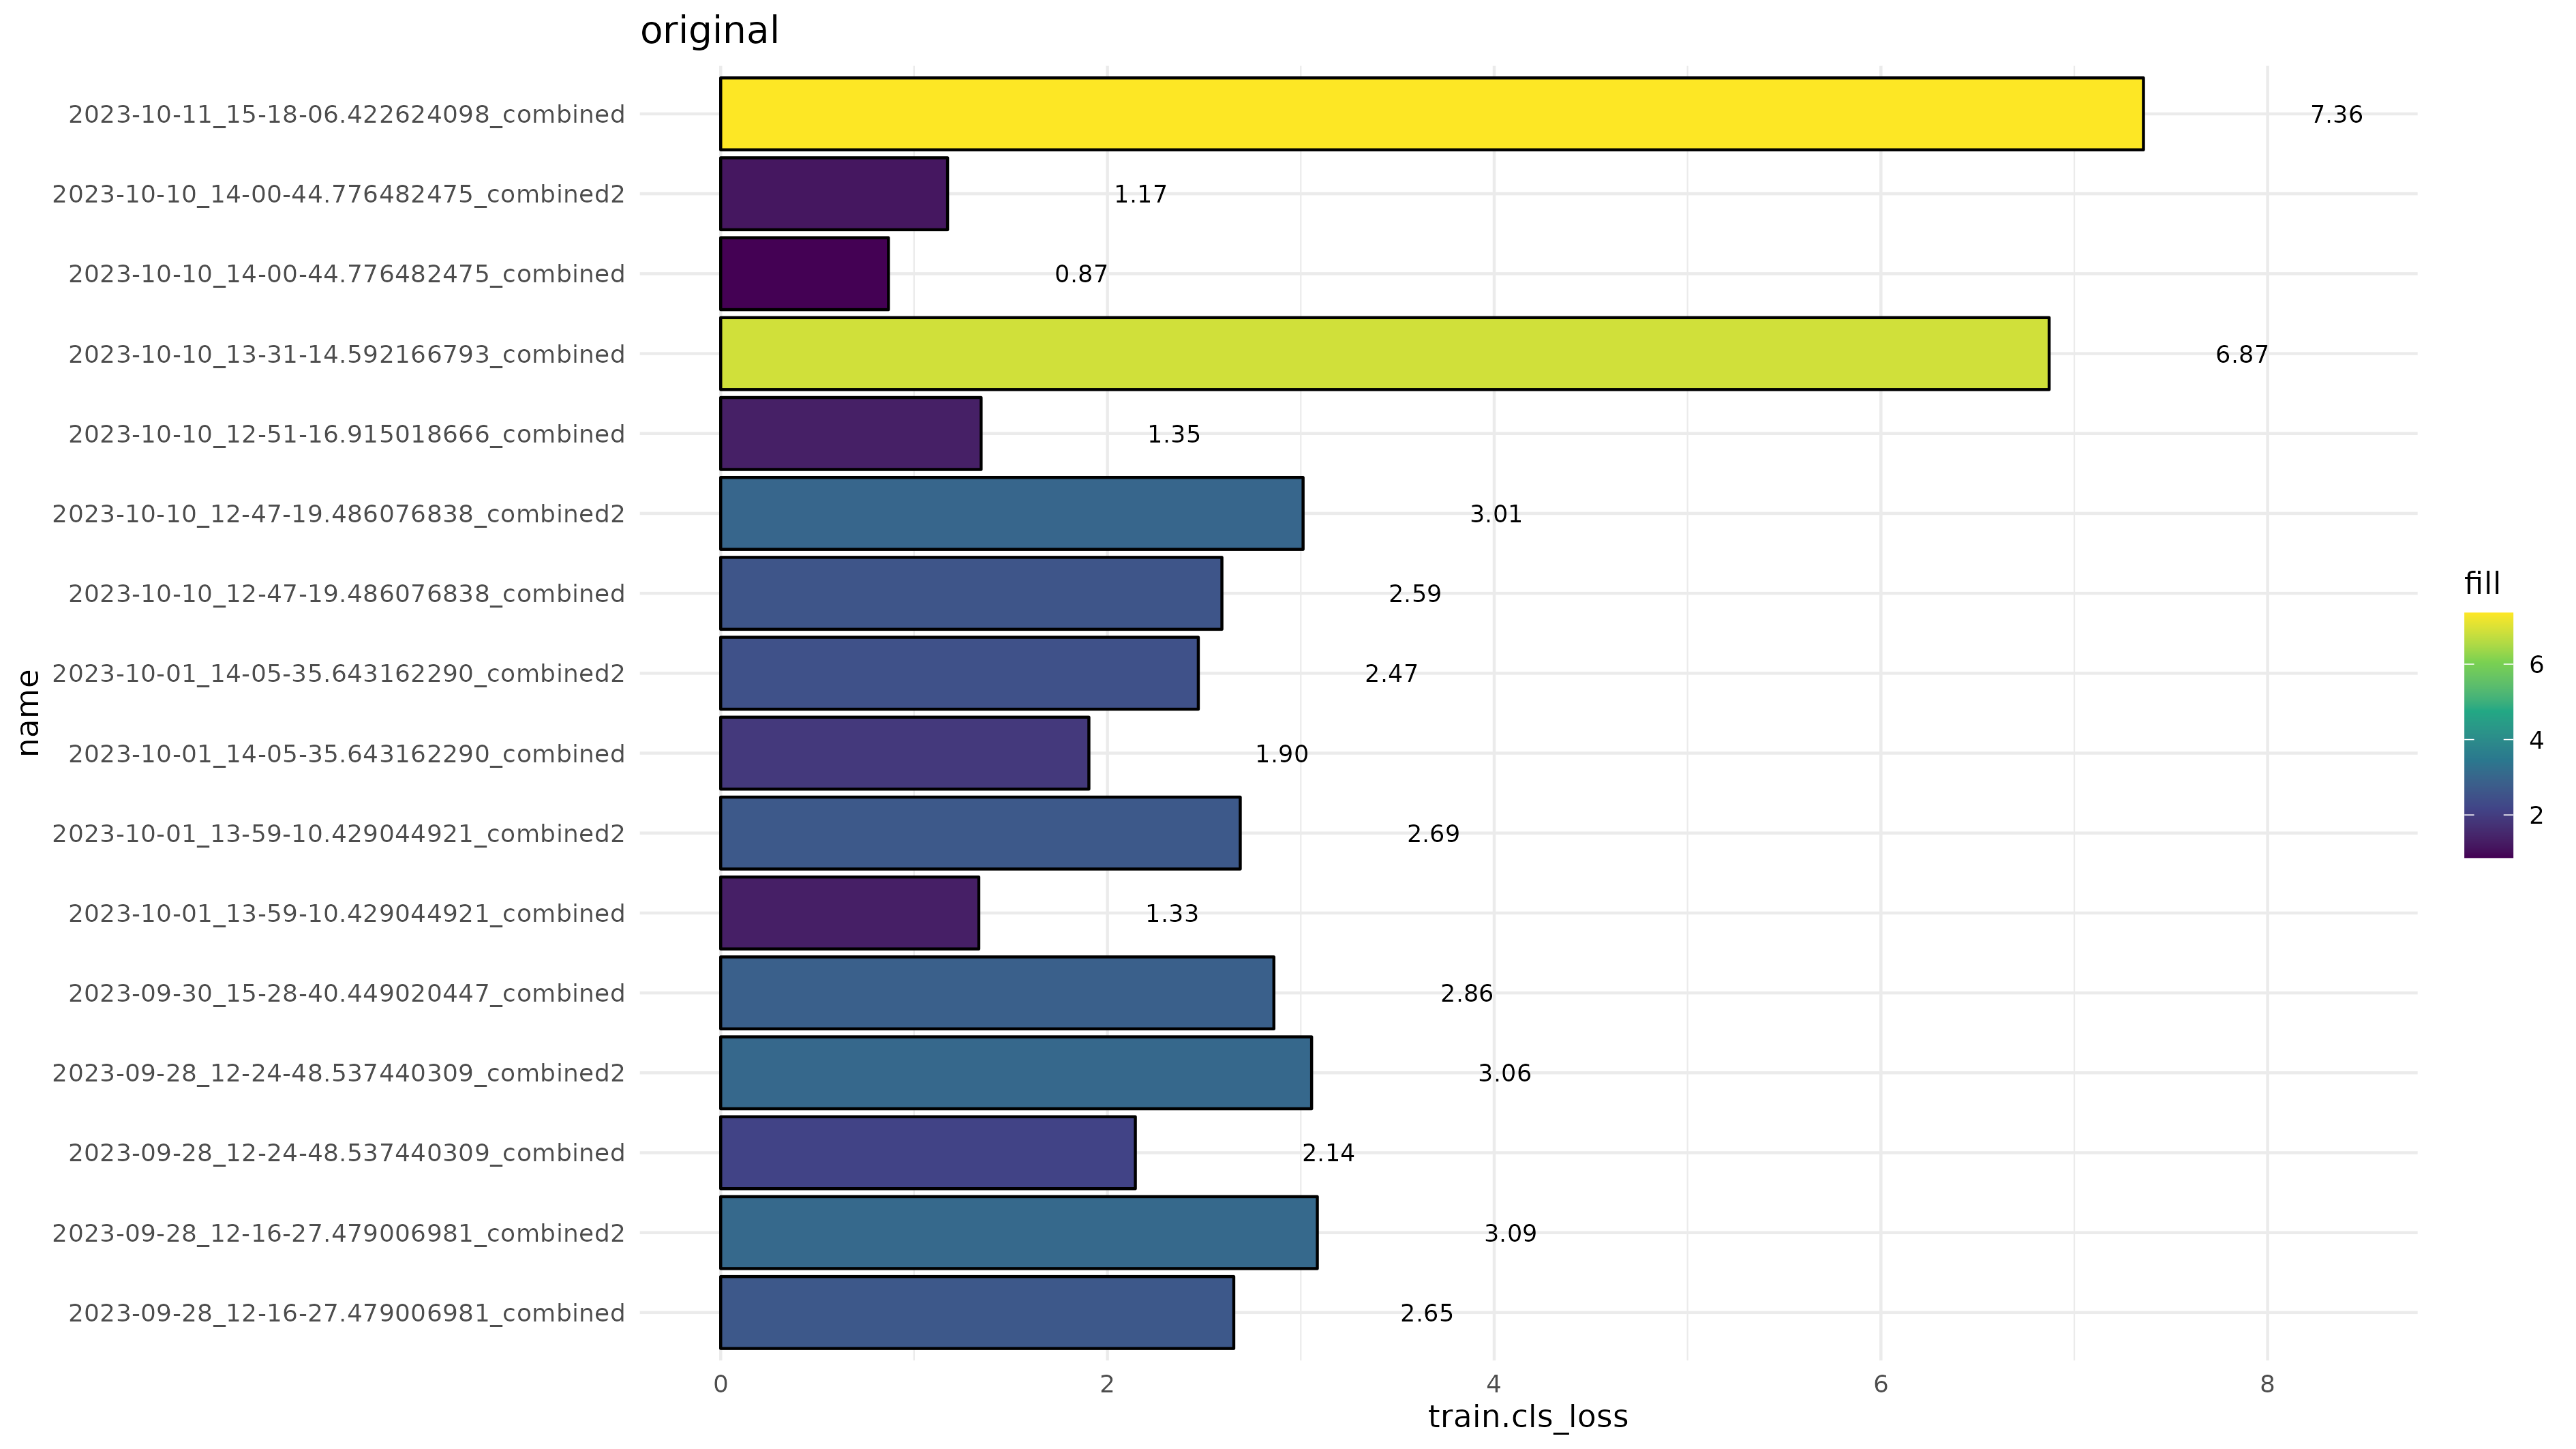 original
name
2023-10-11_15-18-06.422624098_combined 7.36
2023-10-10_14-00-44.776482475_combined2 1.17
2023-10-10_14-00-44.776482475_combined 0.87
2023-10-10_13-31-14.592166793_combined 6.87
2023-10-10_12-51-16.915018666_combined 1.35
2023-10-10_12-47-19.486076838_combined2 3.01
2023-10-10_12-47-19.486076838_combined 2.59
2023-10-01_14-05-35.643162290_combined2 2.47
2023-10-01_14-05-35.643162290_combined 1.90
2023-10-01_13-59-10.429044921_combined2 2.69
2023-10-01_13-59-10.429044921_combined 1.33
2023-09-30_15-28-40.449020447_combined 2.86
2023-09-28_12-24-48.537440309_combined2 3.06
2023-09-28_12-24-48.537440309_combined 2.14
2023-09-28_12-16-27.479006981_combined2 3.09
2023-09-28_12-16-27.479006981_combined 2.65
0 2 4 6 8
train.cls_loss
fill
6
4
2